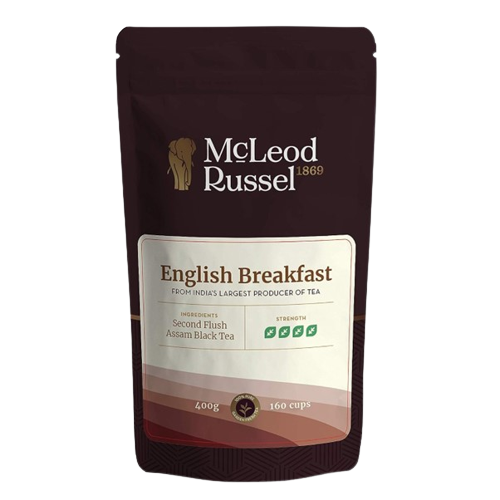 McLeod
Russel 1869
English Breakfast
FROM INDIA'S LARGEST PRODUCER OF TEA
INGREDIENTS
Second Flush
Assam Black Tea
STRENGTH
400g
160 cups